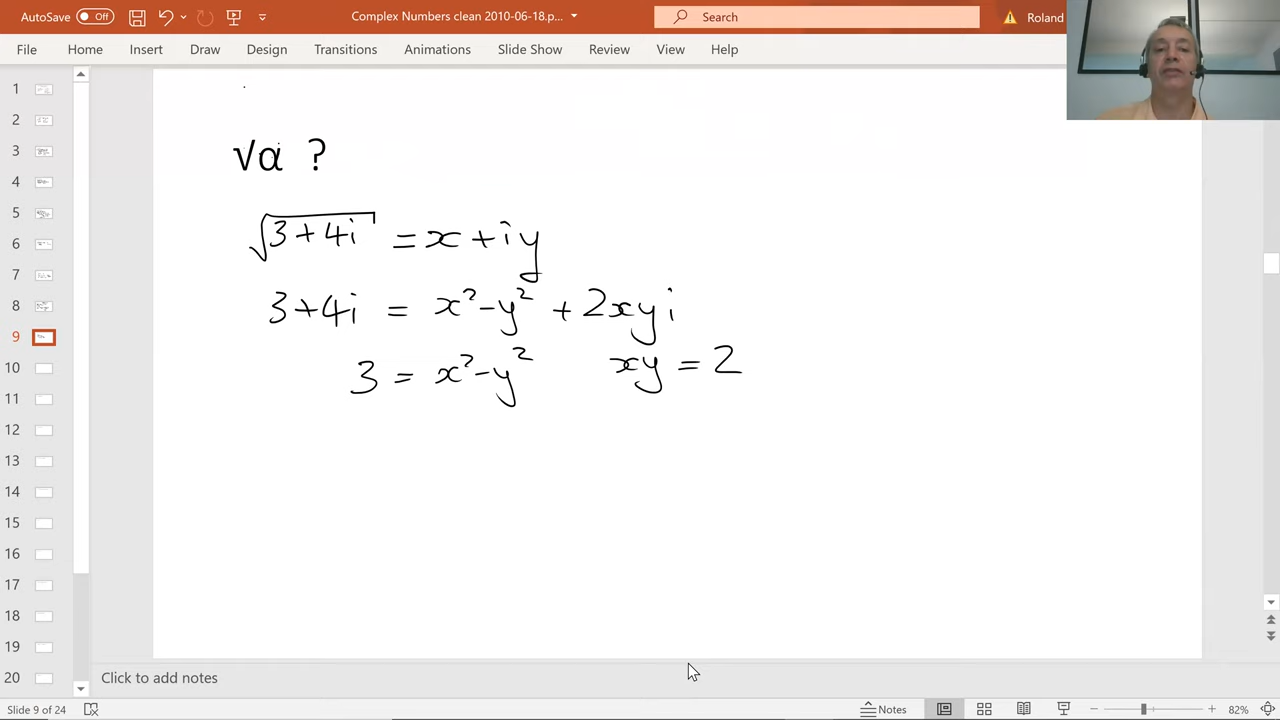 AutoSave Off Complex Numbers clean 2010-06-18.p... Search Roland
File Home Insert Draw Design Transitions Animations Slide Show Review View Help
√α ?
√3+4i = x+iy
3+4i = x²-y² + 2xyi
3 = x²-y² xy = 2
1
2
3
4
5
6
7
8
9
11
12
13
14
15
16
17
18
19
20
Click to add notes
Slide 9 of 24 Notes 82%